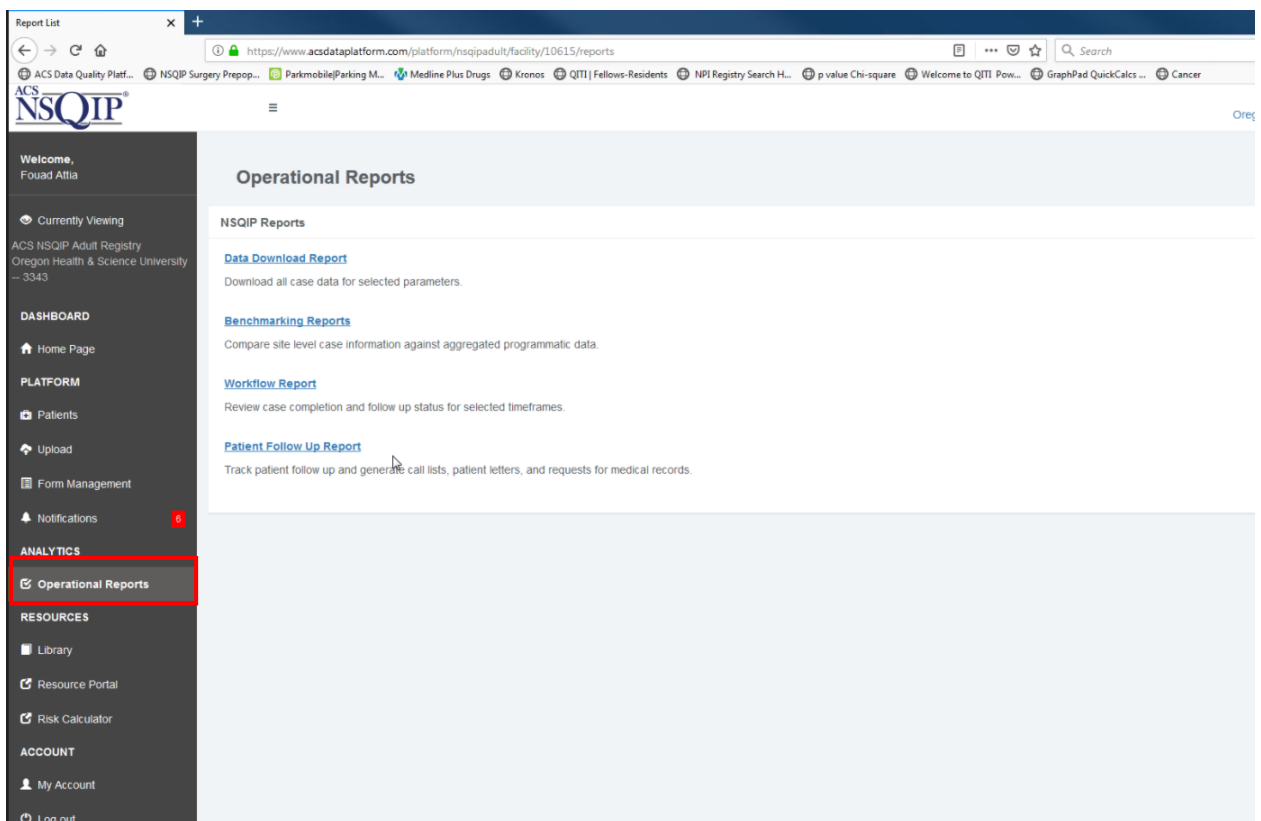 Report List
https://www.acsdataplatform.com/platform/nsqipadult/facility/10615/reports
Search
ACS Data Quality Platf... NSQIP Surgery Prepop... Parkmobile|Parking M... Medline Plus Drugs Kronos QITI | Fellows-Residents NPI Registry Search H... p value Chi-square Welcome to QITI Pow... GraphPad QuickCalcs ... Cancer
ACS
NSQIP®
Oreg
Welcome,
Fouad Attia
Currently Viewing
ACS NSQIP Adult Registry
Oregon Health & Science University
-- 3343
DASHBOARD
Home Page
PLATFORM
Patients
Upload
Form Management
Notifications 6
ANALYTICS
Operational Reports
RESOURCES
Library
Resource Portal
Risk Calculator
ACCOUNT
My Account
Log out
Operational Reports
NSQIP Reports
Data Download Report
Download all case data for selected parameters.
Benchmarking Reports
Compare site level case information against aggregated programmatic data.
Workflow Report
Review case completion and follow up status for selected timeframes.
Patient Follow Up Report
Track patient follow up and generate call lists, patient letters, and requests for medical records.